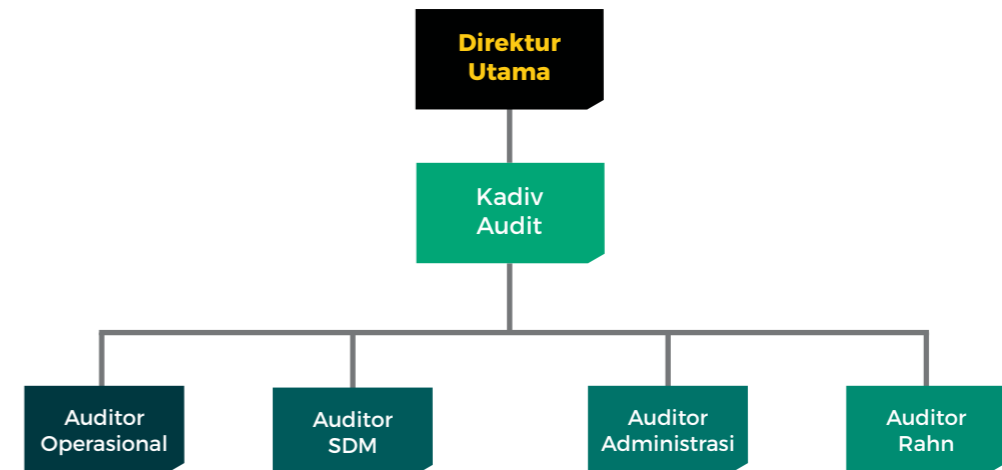 Direktur
Utama
Kadiv
Audit
Auditor
Operasional
Auditor
SDM
Auditor
Administrasi
Auditor
Rahn